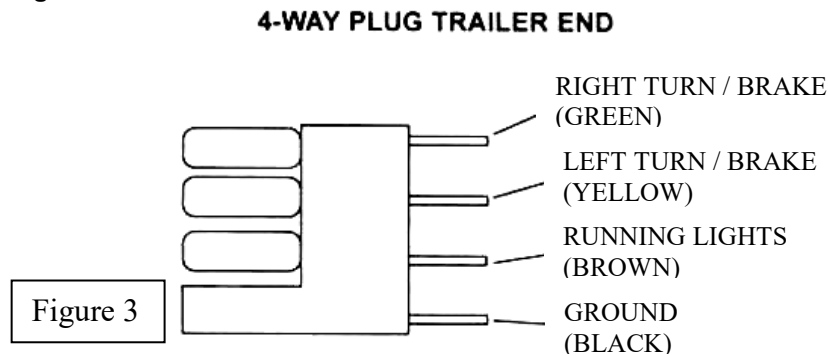 4-WAY PLUG TRAILER END
RIGHT TURN / BRAKE
(GREEN)
LEFT TURN / BRAKE
(YELLOW)
RUNNING LIGHTS
(BROWN)
GROUND
(BLACK)
Figure 3